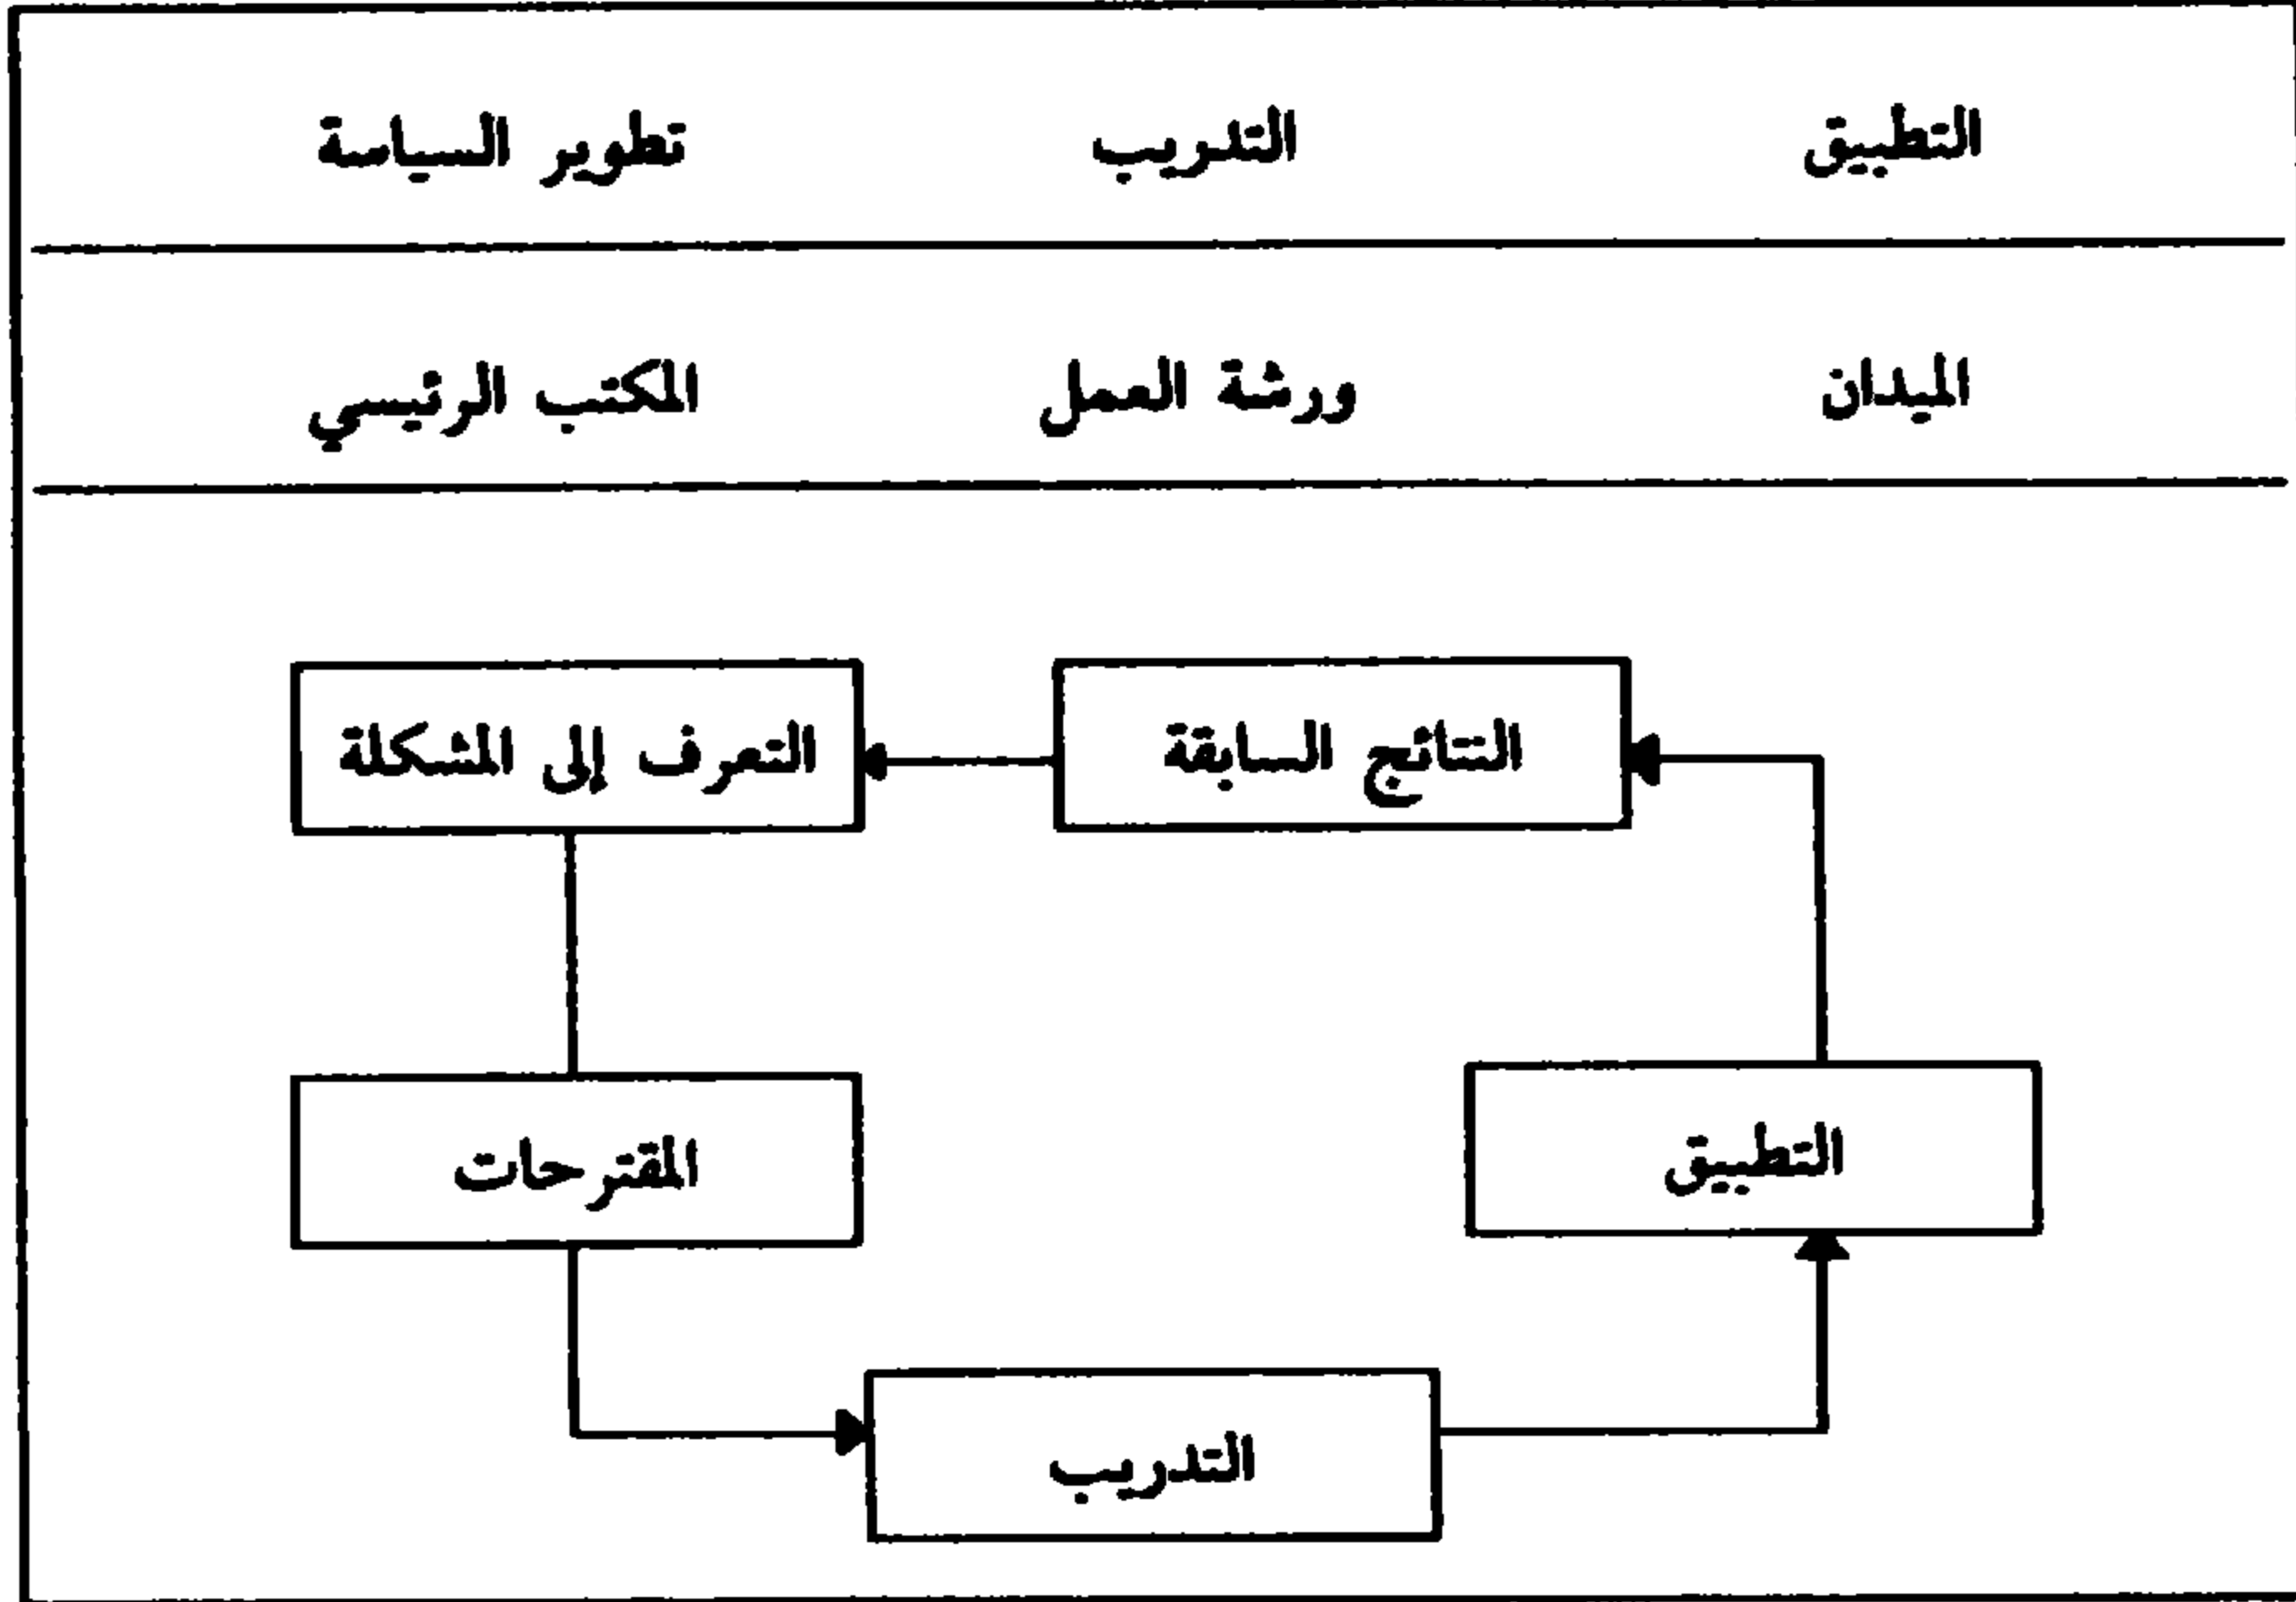 التطبيق التدريب تطوير السياسة
الميدان ورشة العمل المكتب الرئيسي
النتائج السابقة التعرف إلى المشكلة
التطبيق المقترحات
التدريب